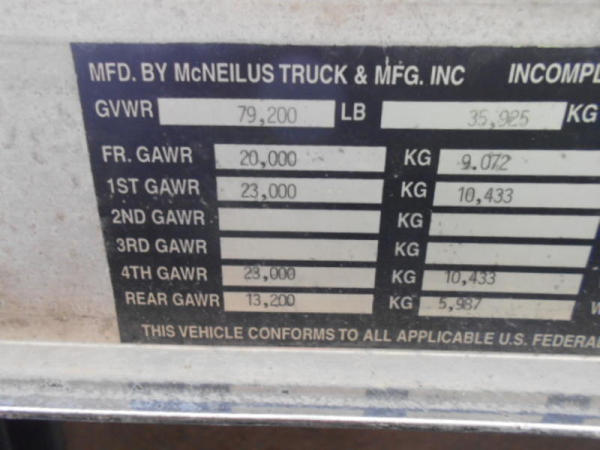 MFD. BY McNEILUS TRUCK & MFG. INC INCOMPL
GVWR 79,200 LB 35,925 KG
FR. GAWR 20,000 KG 9.072
1ST GAWR 23,000 KG 10,433
2ND GAWR KG
3RD GAWR KG
4TH GAWR 23,000 KG 10,433
REAR GAWR 13,200 KG 5,987 W
THIS VEHICLE CONFORMS TO ALL APPLICABLE U.S. FEDERAL